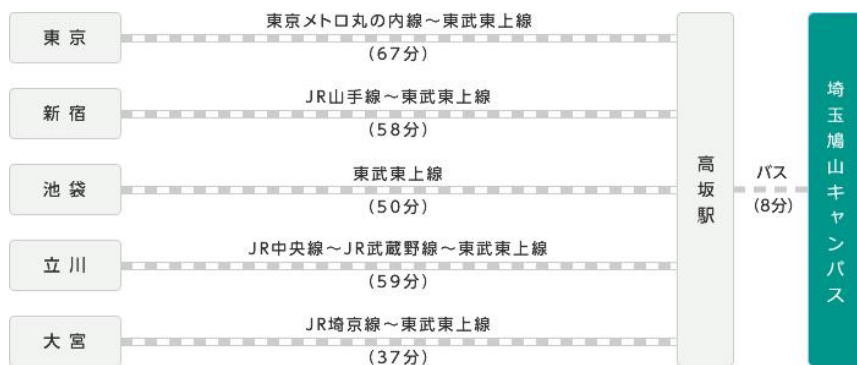 東京
東京メトロ丸の内線～東武東上線
(67分)
新宿
JR山手線～東武東上線
(58分)
池袋
東武東上線
(50分)
立川
JR中央線～JR武蔵野線～東武東上線
(59分)
大宮
JR埼京線～東武東上線
(37分)
高坂駅
バス
(8分)
埼玉鳩山キャンパス